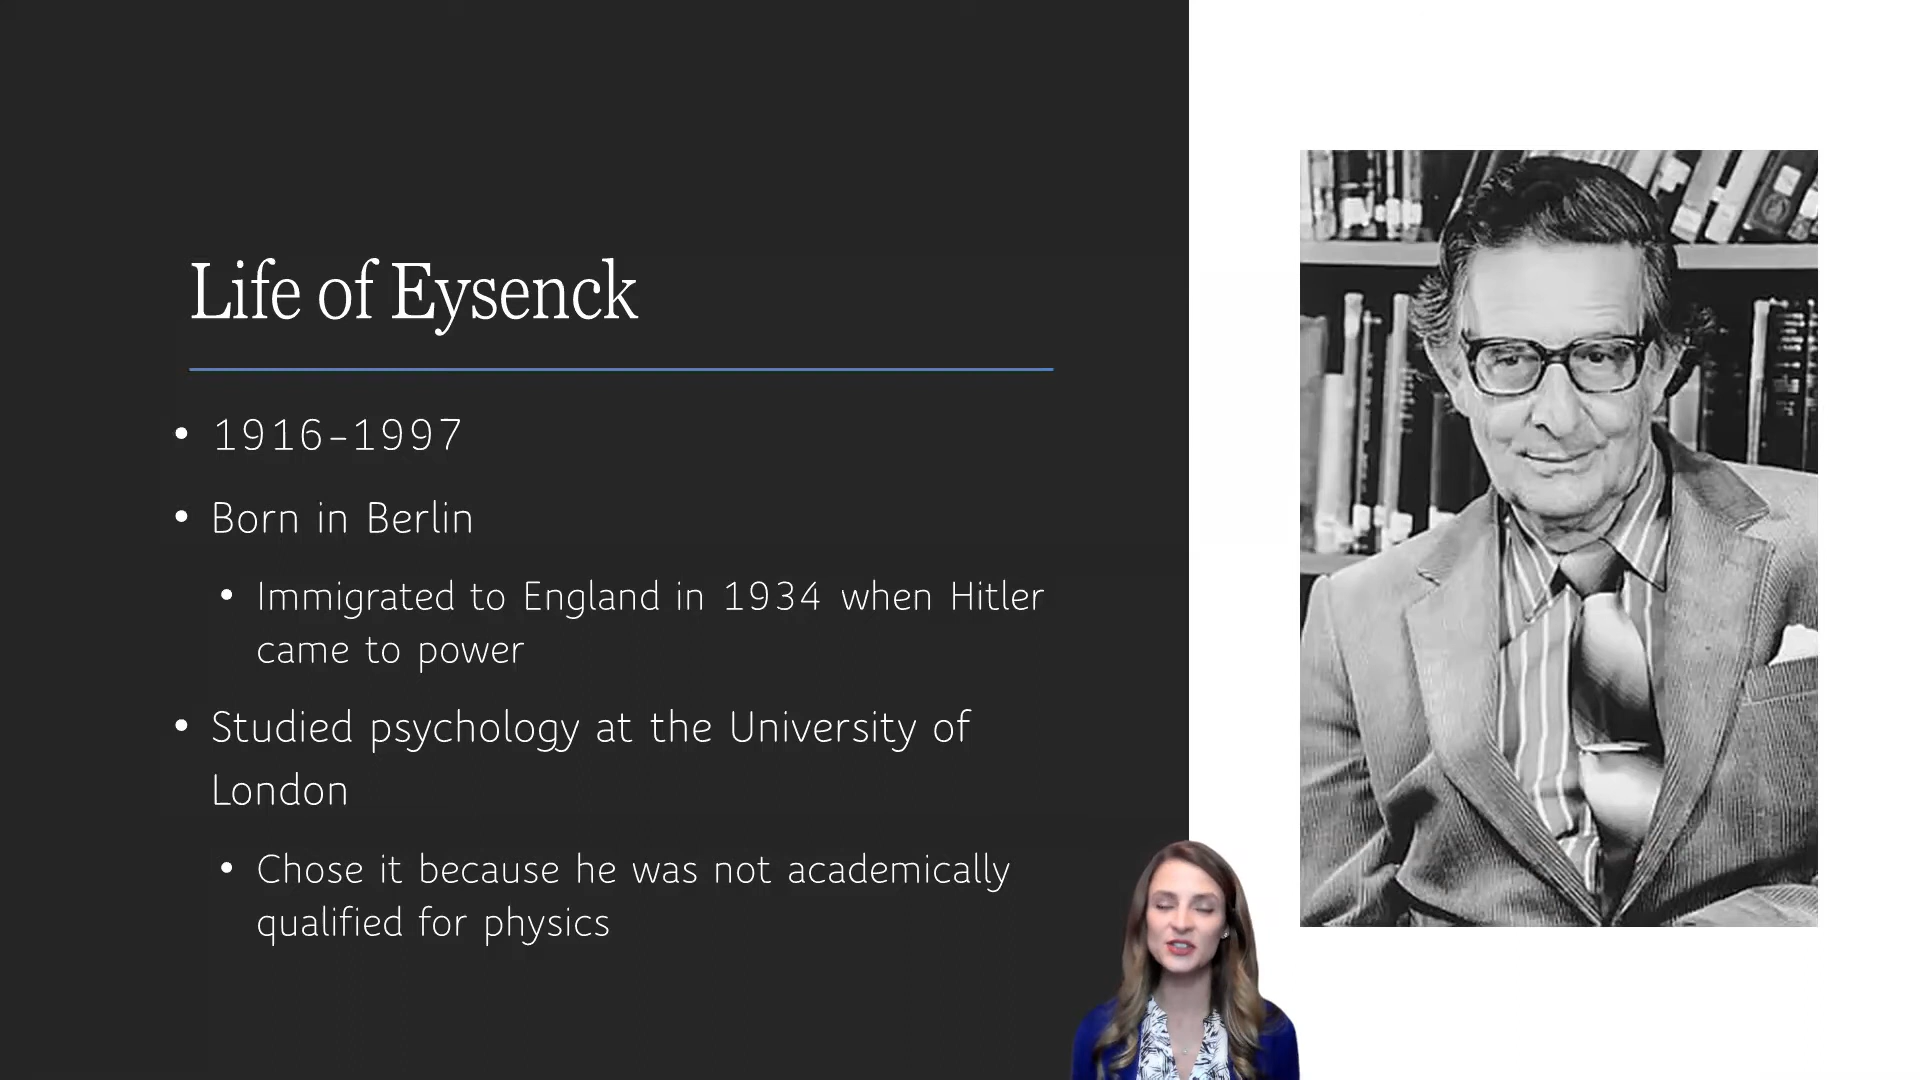 Life of Eysenck
• 1916-1997
• Born in Berlin
• Immigrated to England in 1934 when Hitler
came to power
• Studied psychology at the University of
London
• Chose it because he was not academically
qualified for physics